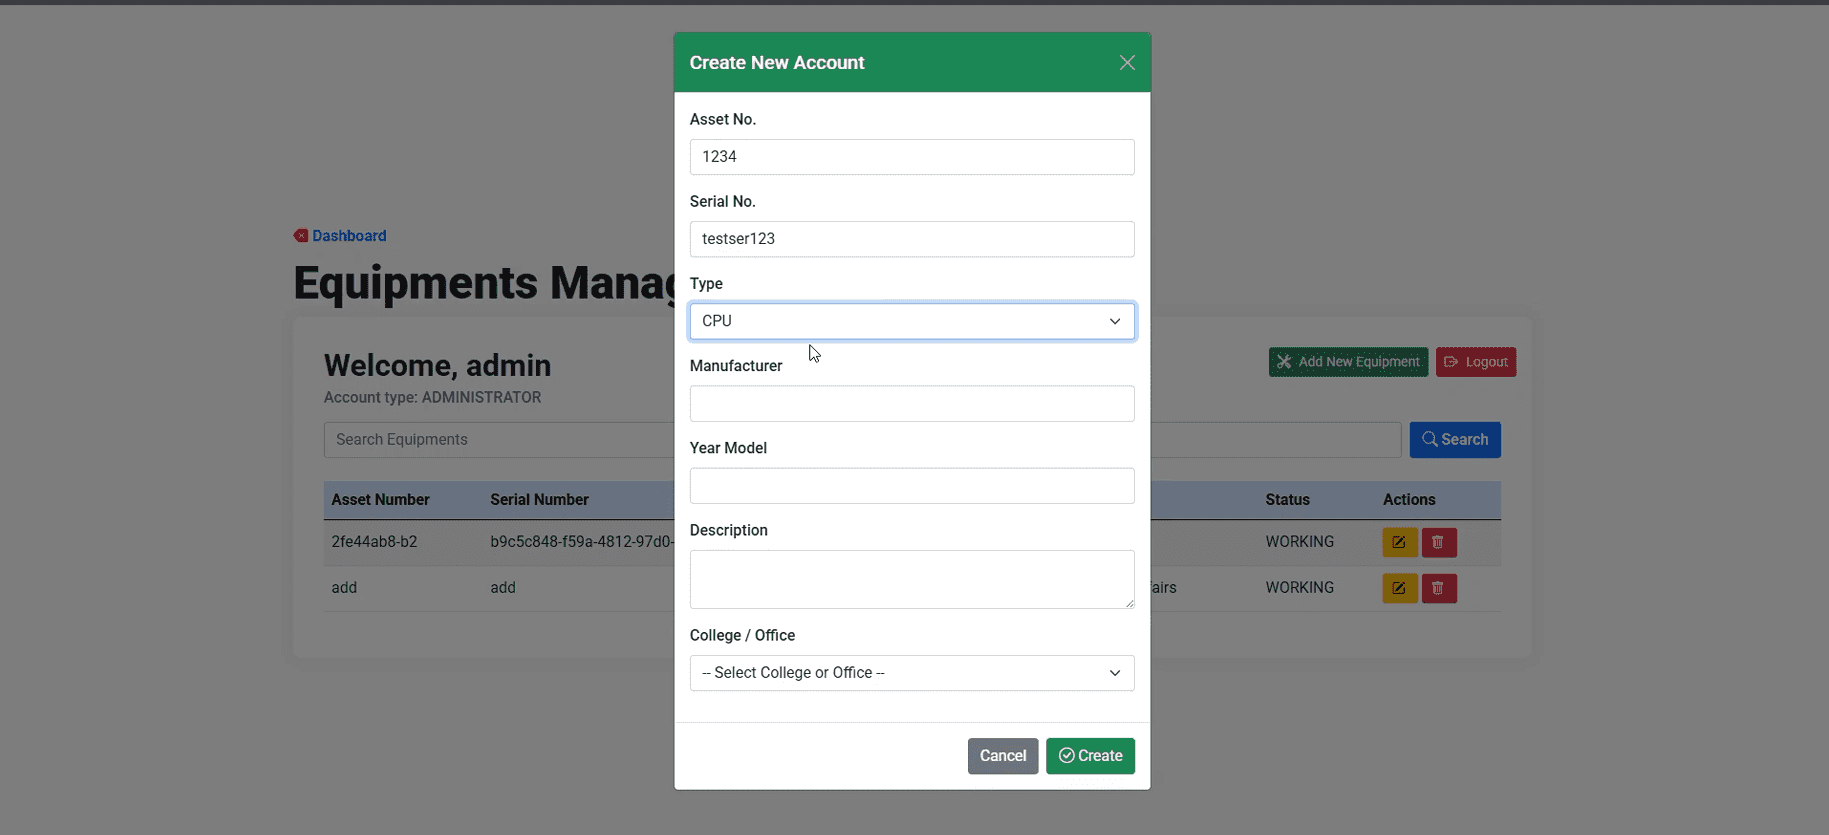 Create New Account
Asset No.
1234
Serial No.
testser123
Type
CPU
Manufacturer
Year Model
Description
College / Office
-- Select College or Office --
Cancel
Create
Dashboard
Equipments Manag
Welcome, admin
Account type: ADMINISTRATOR
Add New Equipment
Logout
Search Equipments
Search
Asset Number Serial Number Status Actions
2fe44ab8-b2 b9c5c848-f59a-4812-97d0- WORKING
add add fairs WORKING